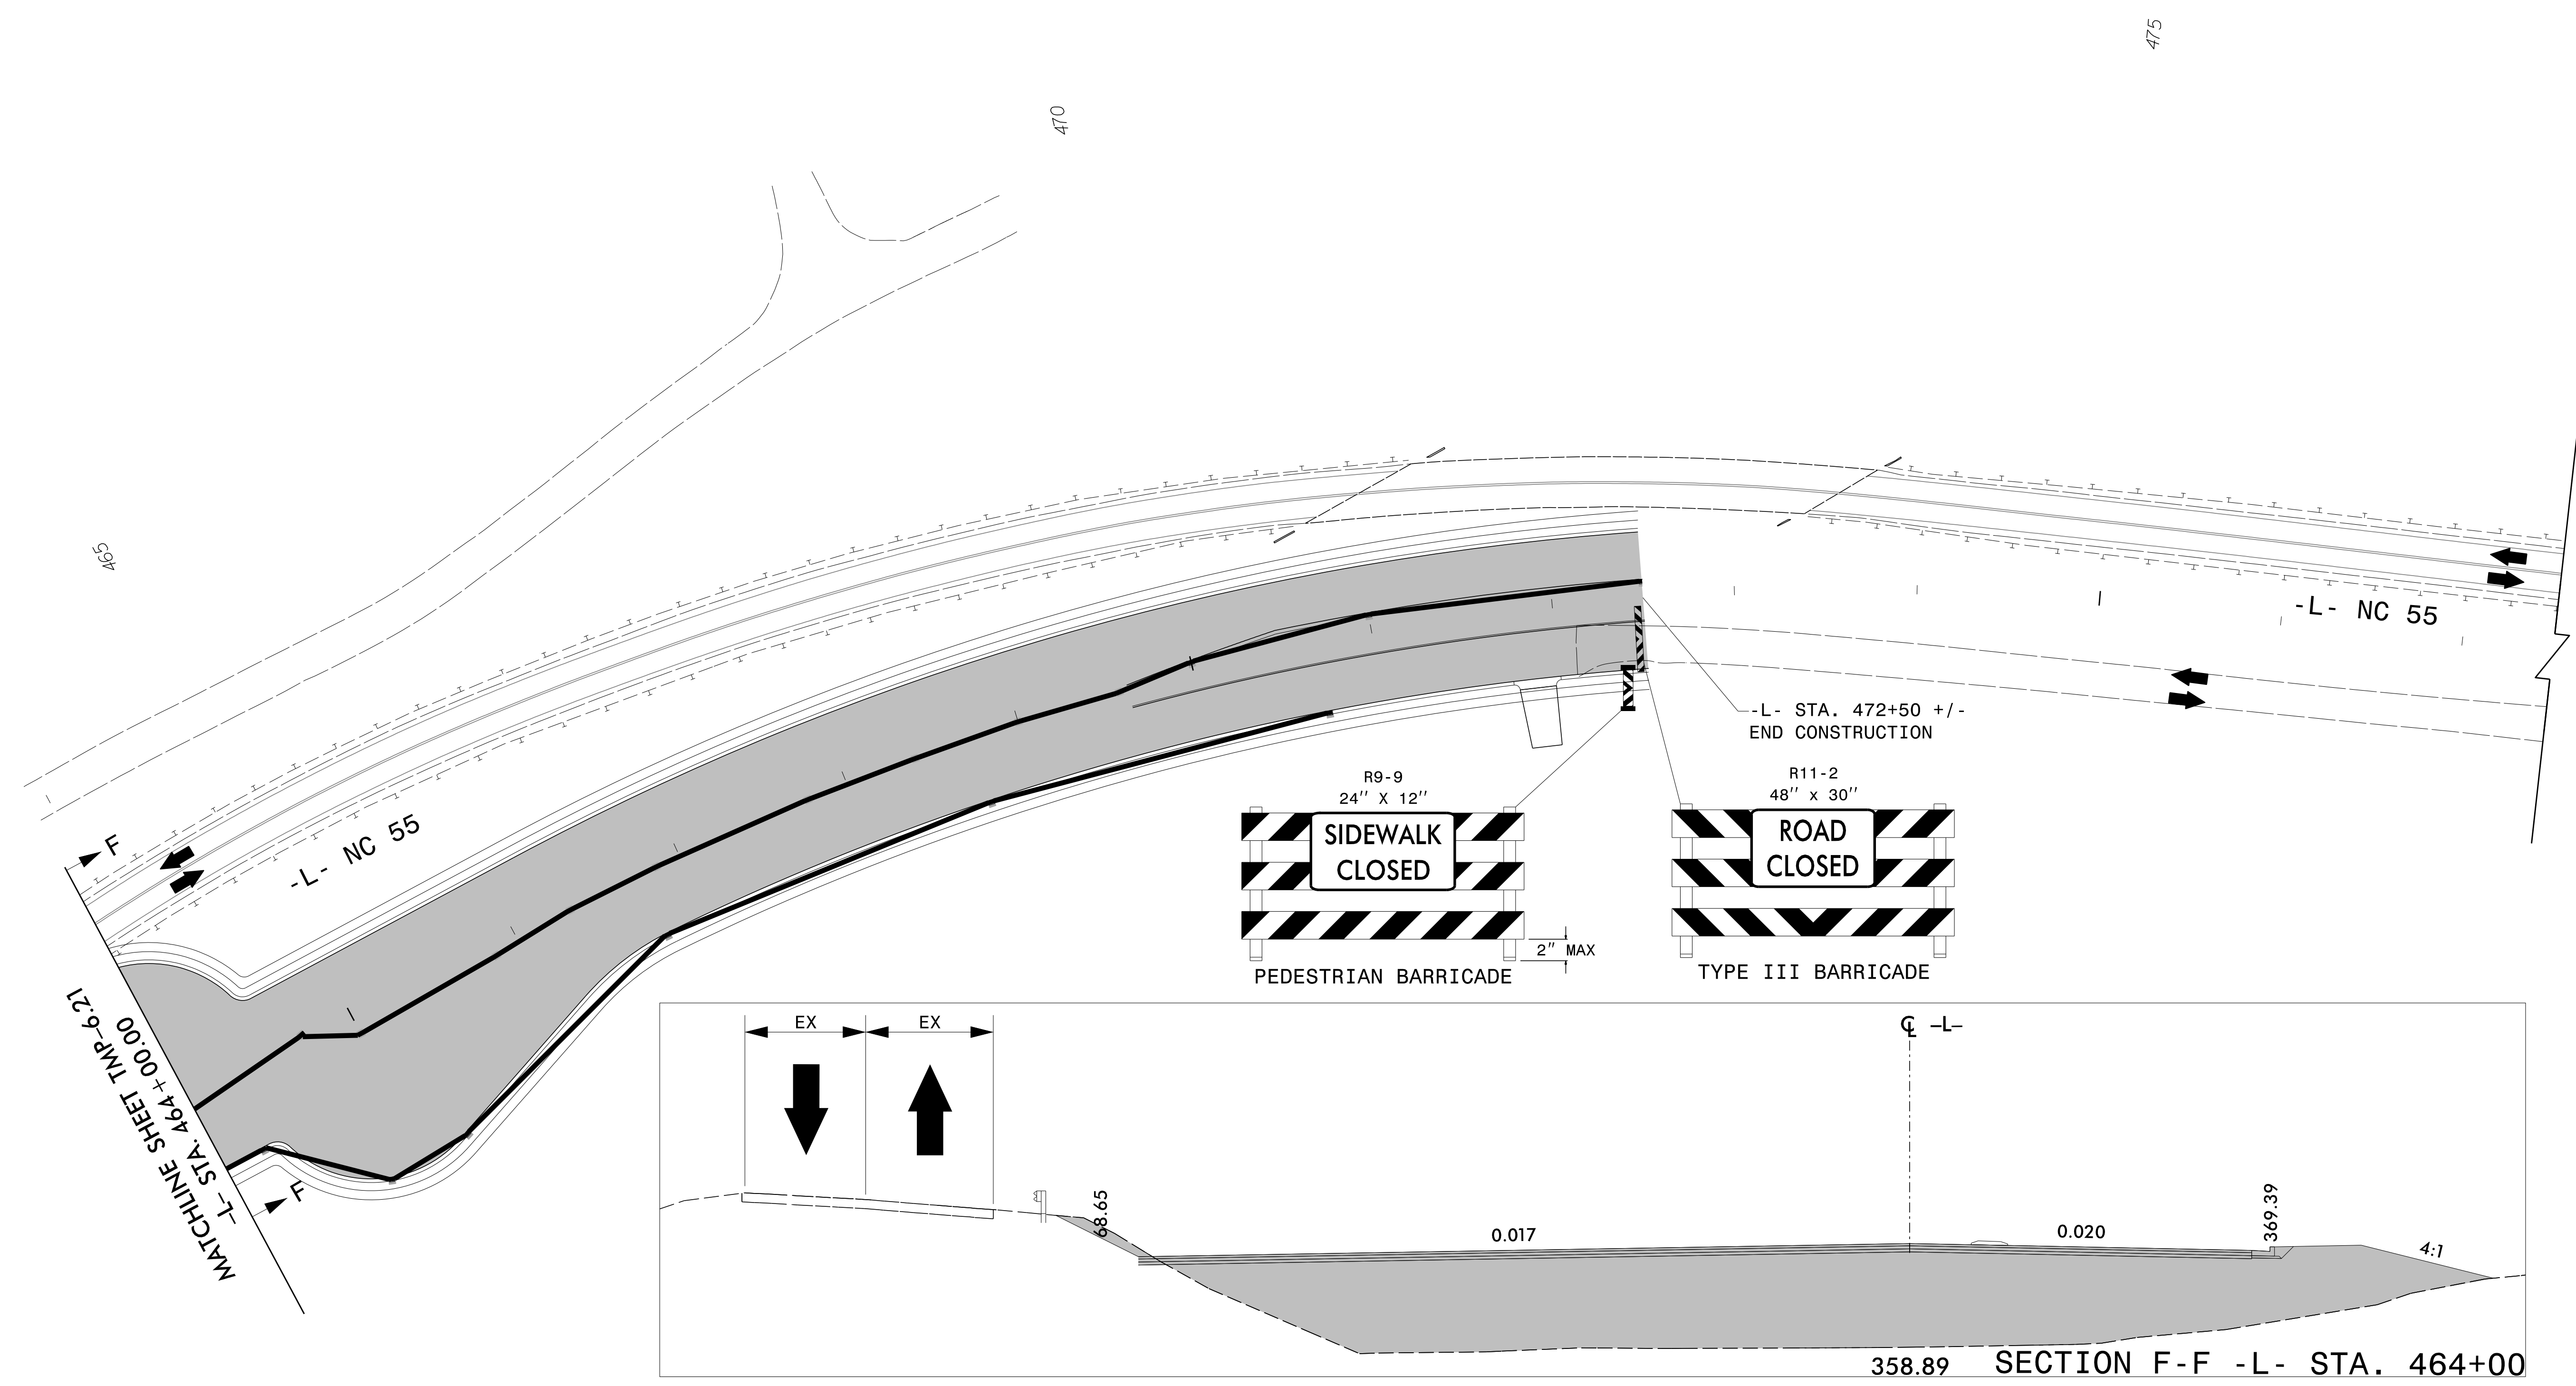 475
470
465
-L- NC 55
-L- STA. 472+50 +/-
END CONSTRUCTION
R9-9
24'' X 12''
SIDEWALK
CLOSED
2" MAX
PEDESTRIAN BARRICADE
R11-2
48'' x 30''
ROAD
CLOSED
TYPE III BARRICADE
F
-L- NC 55
F
MATCHLINE SHEET TMP-6.21
-L- STA. 464+00.00
EX EX
℄ -L-
68.65
0.017
0.020
369.39
4:1
358.89
SECTION F-F -L- STA. 464+00